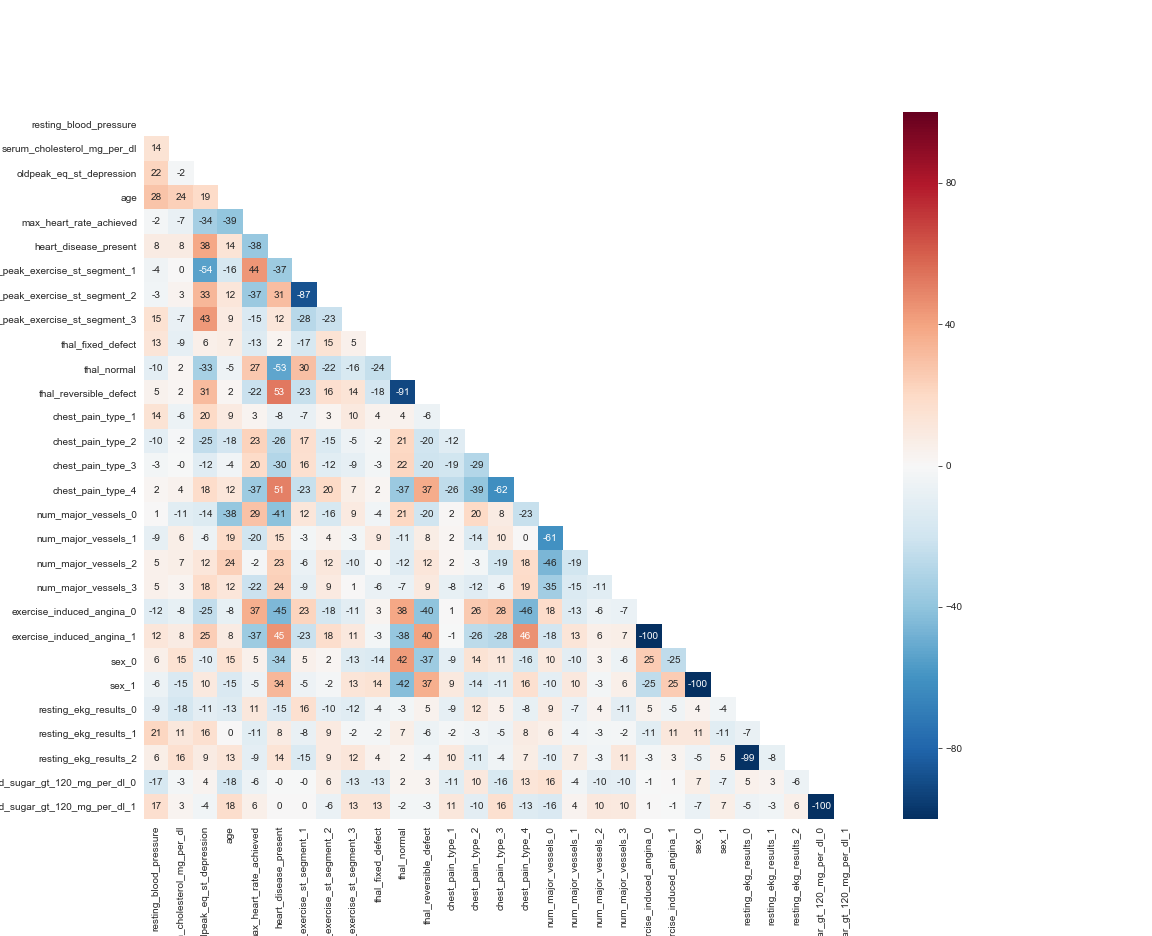 resting_blood_pressure
serum_cholesterol_mg_per_dl 14
oldpeak_eq_st_depression 22 -2
age 28 24 19
max_heart_rate_achieved -2 -7 -34 -39
heart_disease_present 8 8 38 14 -38
_peak_exercise_st_segment_1 -4 0 -54 -16 44 -37
_peak_exercise_st_segment_2 -3 3 33 12 -37 31 -87
_peak_exercise_st_segment_3 15 -7 43 9 -15 12 -28 -23
thal_fixed_defect 13 -9 6 7 -13 2 -17 15 5
thal_normal -10 2 -33 -5 27 -53 30 -22 -16 -24
thal_reversible_defect 5 2 31 2 -22 53 -23 16 14 -18 -91
chest_pain_type_1 14 -6 20 9 3 -8 -7 3 10 4 4 -6
chest_pain_type_2 -10 -2 -25 -18 23 -26 17 -15 -5 -2 21 -20 -12
chest_pain_type_3 -3 -0 -12 -4 20 -30 16 -12 -9 -3 22 -20 -19 -29
chest_pain_type_4 2 4 18 12 -37 51 -23 20 7 2 -37 37 -26 -39 -62
num_major_vessels_0 1 -11 -14 -38 29 -41 12 -16 9 -4 21 -20 2 20 8 -23
num_major_vessels_1 -9 6 -6 19 -20 15 -3 4 -3 9 -11 8 2 -14 10 0 -61
num_major_vessels_2 5 7 12 24 -2 23 -6 12 -10 -0 -12 12 2 -3 -19 18 -46 -19
num_major_vessels_3 5 3 18 12 -22 24 -9 9 1 -6 -7 9 -8 -12 -6 19 -35 -15 -11
exercise_induced_angina_0 -12 -8 -25 -8 37 -45 23 -18 -11 3 38 -40 1 26 28 -46 18 -13 -6 -7
exercise_induced_angina_1 12 8 25 8 -37 45 -23 18 11 -3 -38 40 -1 -26 -28 46 -18 13 6 7 -100
sex_0 6 15 -10 15 5 -34 5 2 -13 -14 42 -37 -9 14 11 -16 10 -10 3 -6 25 -25
sex_1 -6 -15 10 -15 -5 34 -5 -2 13 14 -42 37 9 -14 -11 16 -10 10 -3 6 -25 25 -100
resting_ekg_results_0 -9 -18 -11 -13 11 -15 16 -10 -12 -4 -3 5 -9 12 5 -8 9 -7 4 -11 5 -5 4 -4
resting_ekg_results_1 21 11 16 0 -11 8 -8 9 -2 -2 7 -6 -2 -3 -5 8 6 -4 -3 -2 -11 11 11 -11 -7
resting_ekg_results_2 6 16 9 13 -9 14 -15 9 12 4 2 -4 10 -11 -4 7 -10 7 -3 11 -3 3 -5 5 -99 -8
d_sugar_gt_120_mg_per_dl_0 -17 -3 4 -18 -6 -0 -0 6 -13 -13 2 3 -11 10 -16 13 16 -4 -10 -10 -1 1 7 -7 5 3 -6
d_sugar_gt_120_mg_per_dl_1 17 3 -4 18 6 0 0 -6 13 13 -2 -3 11 -10 16 -13 -16 4 10 10 1 -1 -7 7 -5 -3 6 -100
resting_blood_pressure
_cholesterol_mg_per_dl
ldpeak_eq_st_depression
age
ax_heart_rate_achieved
heart_disease_present
_exercise_st_segment_1
_exercise_st_segment_2
_exercise_st_segment_3
thal_fixed_defect
thal_normal
thal_reversible_defect
chest_pain_type_1
chest_pain_type_2
chest_pain_type_3
chest_pain_type_4
num_major_vessels_0
num_major_vessels_1
num_major_vessels_2
num_major_vessels_3
rcise_induced_angina_0
rcise_induced_angina_1
sex_0
sex_1
resting_ekg_results_0
resting_ekg_results_1
resting_ekg_results_2
ar_gt_120_mg_per_dl_0
ar_gt_120_mg_per_dl_1
80
40
0
-40
-80